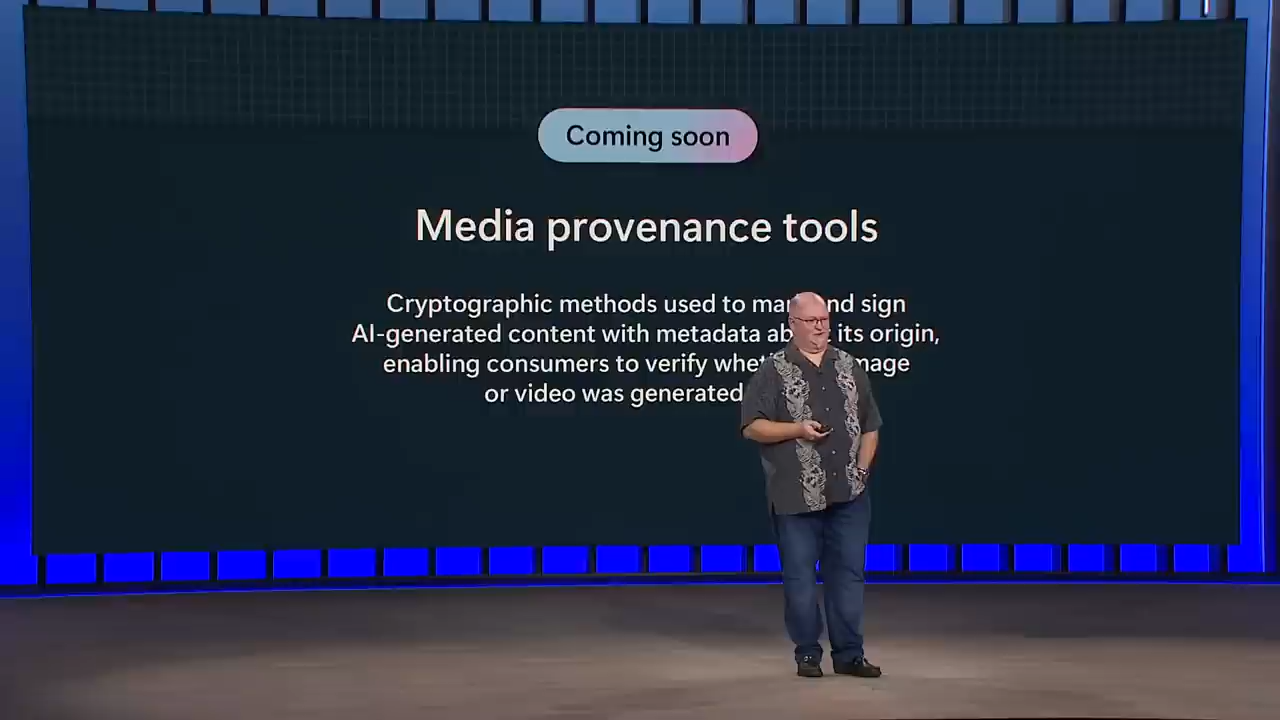 Coming soon
Media provenance tools
Cryptographic methods used to and sign
AI-generated content with metadata its origin,
enabling consumers to verify
or video was generated